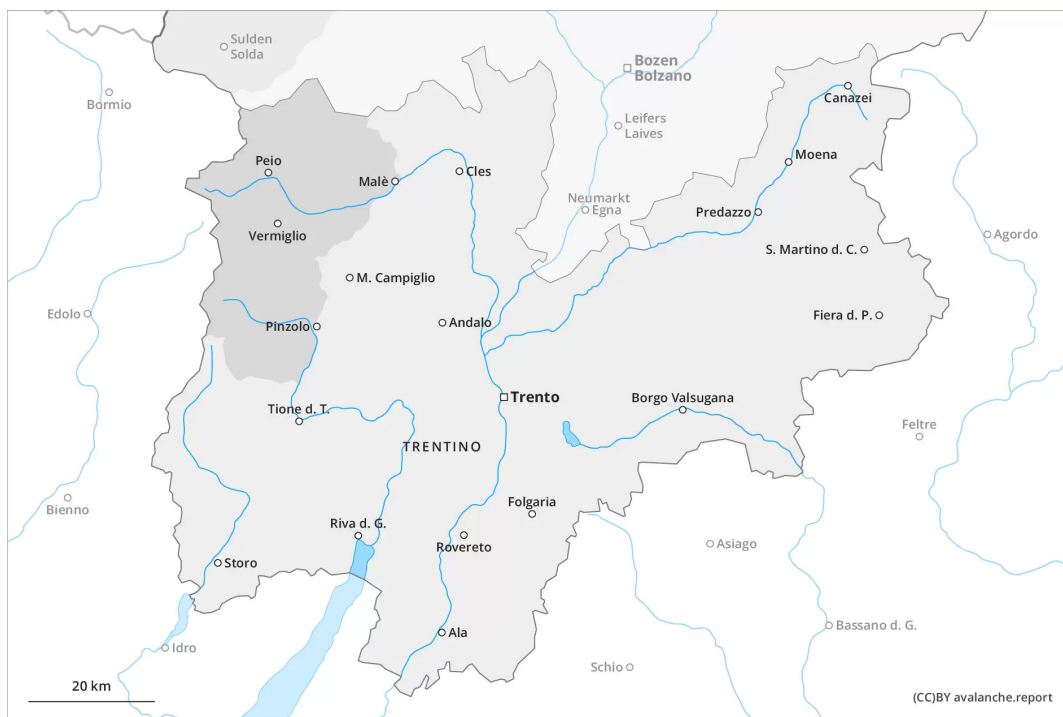 Sulden
Solda
Bozen
Bolzano
Bormio
Canazei
Leifers
Laives
Moena
Peio
Malè
Cles
Neumarkt
Egna
Predazzo
Vermiglio
S. Martino d. C.
Agordo
M. Campiglio
Edolo
Pinzolo
Andalo
Fiera d. P.
Trento
Borgo Valsugana
Tione d. T.
Feltre
TRENTINO
Bienno
Folgaria
Riva d. G.
Rovereto
Asiago
Storo
Bassano d. G.
Ala
Idro
Schio
20 km
(CC)BY avalanche.report